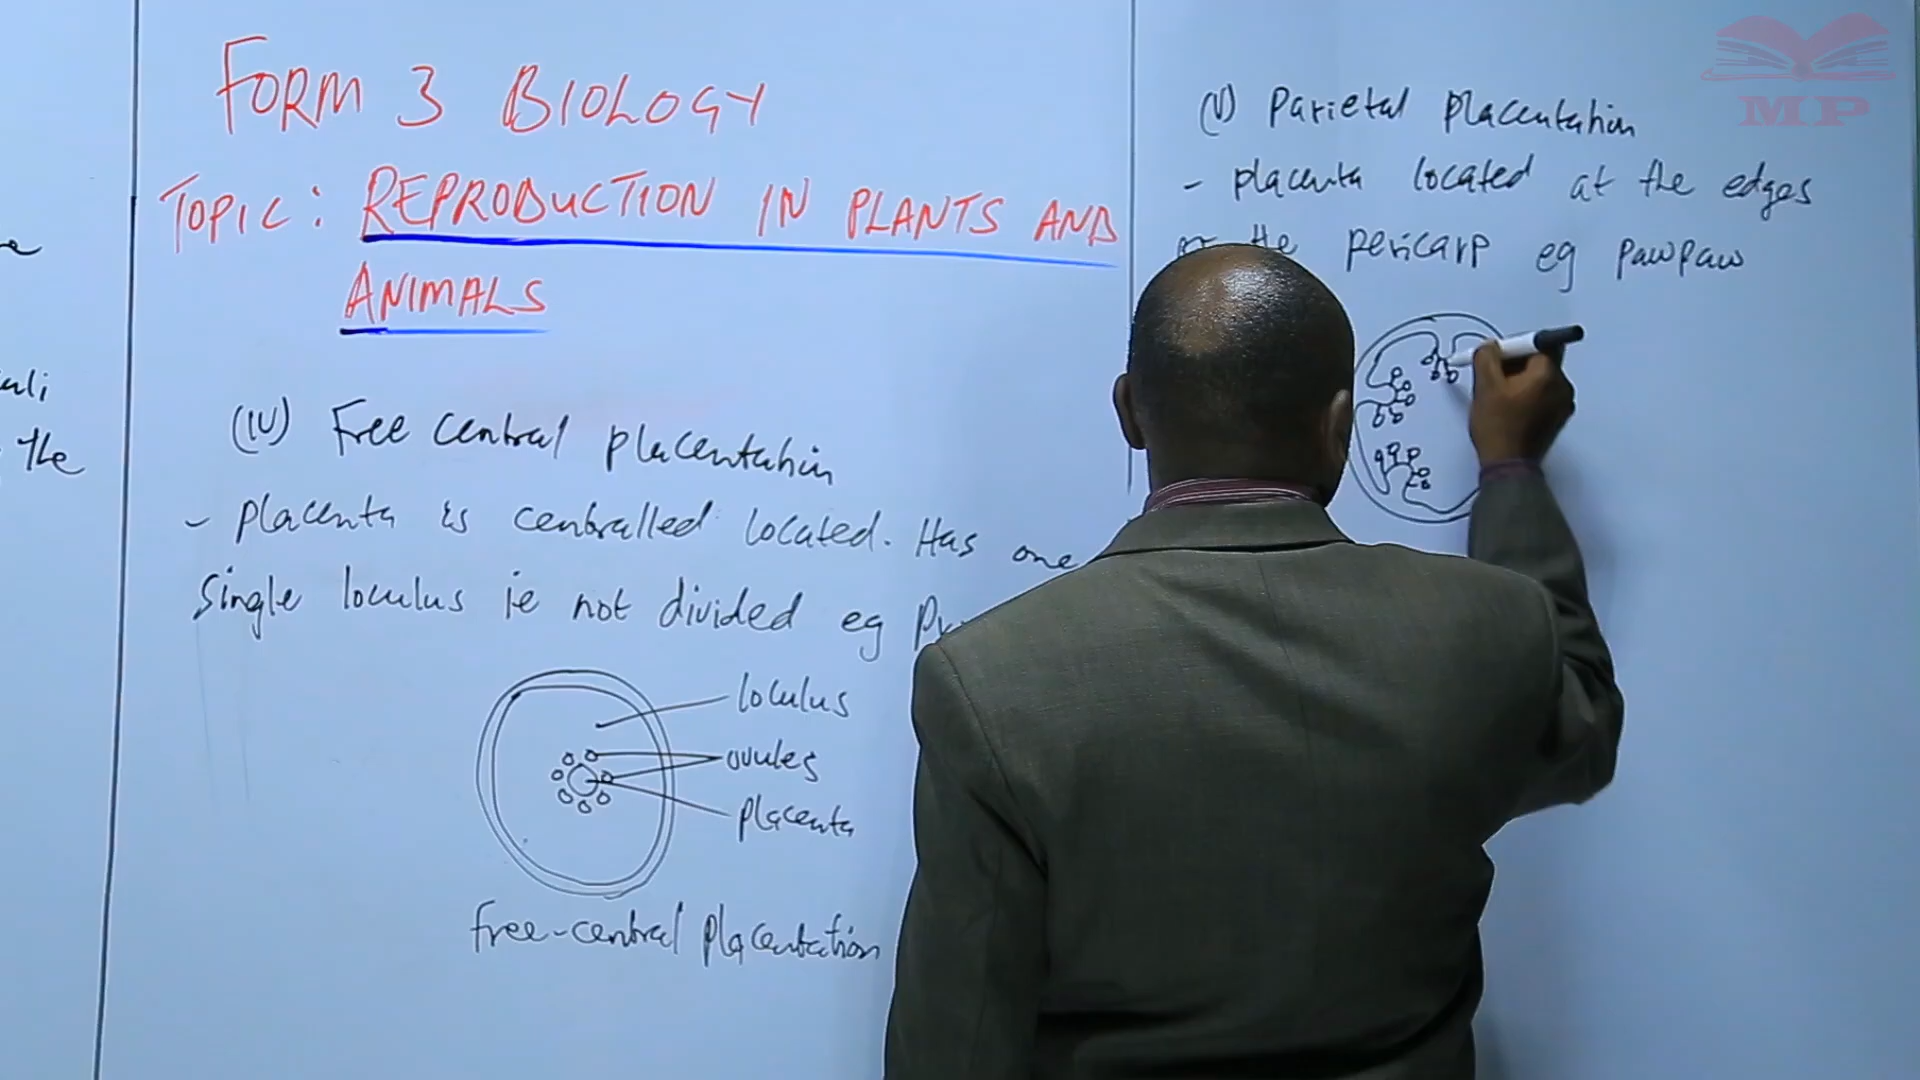 FORM 3 BIOLOGY
TOPIC: REPRODUCTION IN PLANTS AND
ANIMALS
(IV) Free central placentation
- placenta is centralled located. Has one
single loculus ie not divided eg
loculus
ovules
placenta
free-central placentation
(V) Parietal placentation
- placenta located at the edges
the pericarp eg pawpaw
the
MP